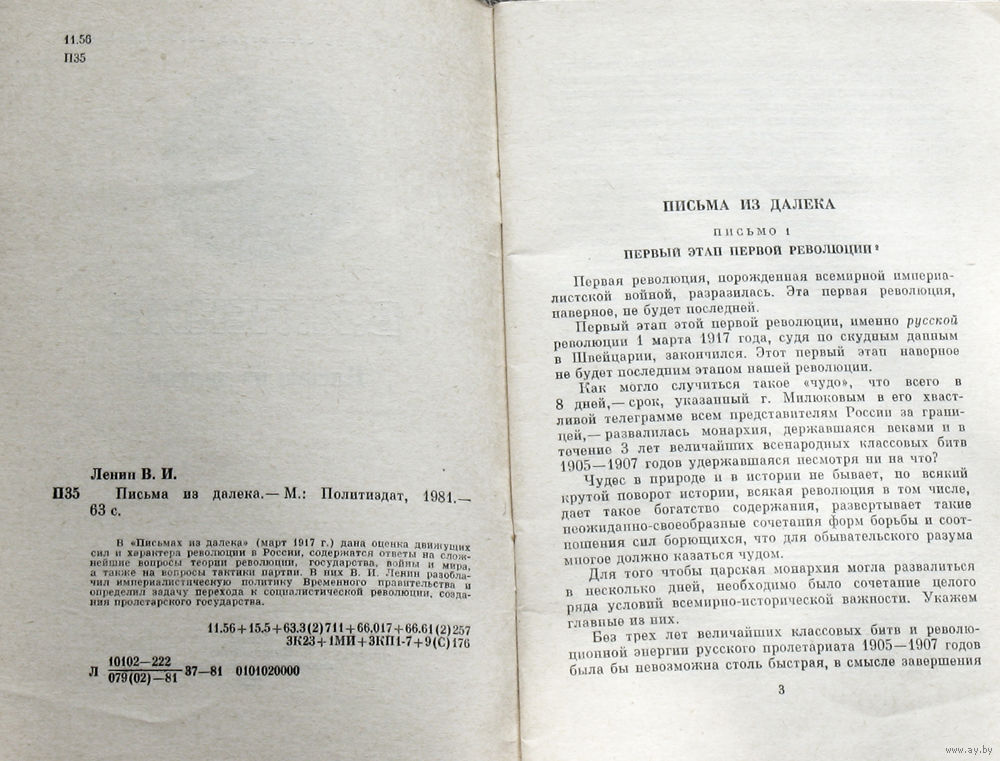 11.56
П35
Ленин В. И.
П35 Письма из далека.— М.: Политиздат, 1981.—
63 с.
В «Письмах из далека» (март 1917 г.) дана оценка движущих
сил и характера революции в России, содержатся ответы на слож-
нейшие вопросы теории революции, государства, войны и мира,
а также на вопросы тактики партии. В них В. И. Ленин разобла-
чил империалистическую политику Временного правительства и
определил задачу перехода к социалистической революции, созда-
ния пролетарского государства.
11.56+15.5+63.3(2)711+66.017+66.61(2)257
ЗК23+1МИ+3КП1-7+9(С)176
Л 10102—222
079(02)—81 37—81 0101020000
ПИСЬМА ИЗ ДАЛЕКА
ПИСЬМО 1
ПЕРВЫЙ ЭТАП ПЕРВОЙ РЕВОЛЮЦИИ²
Первая революция, порожденная всемирной империа-
листской войной, разразилась. Эта первая революция,
наверное, не будет последней.
Первый этап этой первой революции, именно русской
революции 1 марта 1917 года, судя по скудным данным
в Швейцарии, закончился. Этот первый этап наверное
не будет последним этапом нашей революции.
Как могло случиться такое «чудо», что всего в
8 дней,— срок, указанный г. Милюковым в его хваст-
ливой телеграмме всем представителям России за грани-
цей,— развалилась монархия, державшаяся веками и в
течение 3 лет величайших всенародных классовых битв
1905—1907 годов удержавшаяся несмотря ни на что?
Чудес в природе и в истории не бывает, но всякий
крутой поворот истории, всякая революция в том числе,
дает такое богатство содержания, развертывает такие
неожиданно-своеобразные сочетания форм борьбы и соот-
ношения сил борющихся, что для обывательского разума
многое должно казаться чудом.
Для того чтобы царская монархия могла развалиться
в несколько дней, необходимо было сочетание целого
ряда условий всемирно-исторической важности. Укажем
главные из них.
Без трех лет величайших классовых битв и револю-
ционной энергии русского пролетариата 1905—1907 годов
была бы невозможна столь быстрая, в смысле завершения
3
www.ay.by